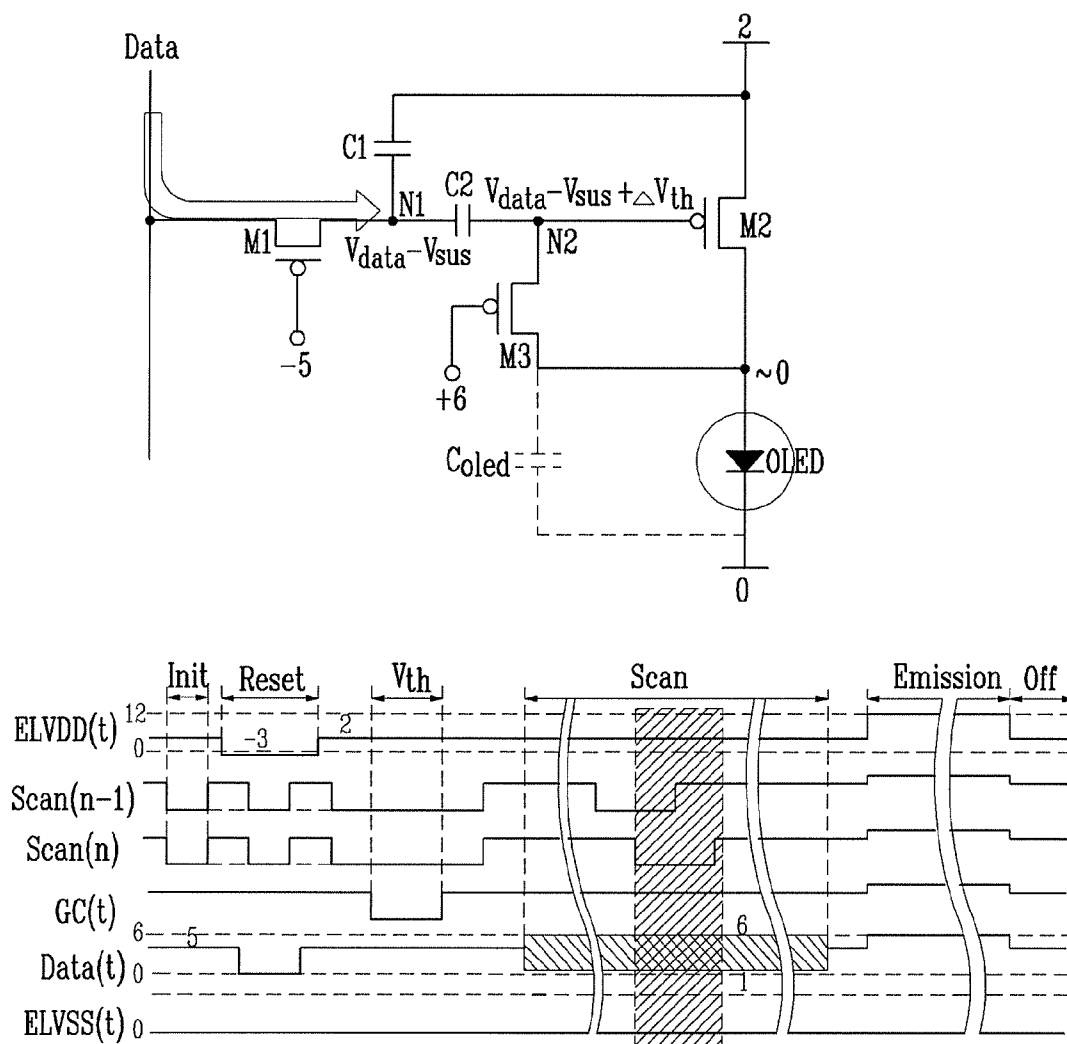 Data
2
C1
N1
C2
Vdata-Vsus+△Vth
M1
Vdata-Vsus
N2
M2
-5
M3
+6
~0
Coled
OLED
0
Init
Reset
Vth
Scan
Emission
Off
ELVDD(t)
12
0
-3
2
Scan(n-1)
Scan(n)
GC(t)
6
5
6
Data(t)
0
1
ELVSS(t)
0